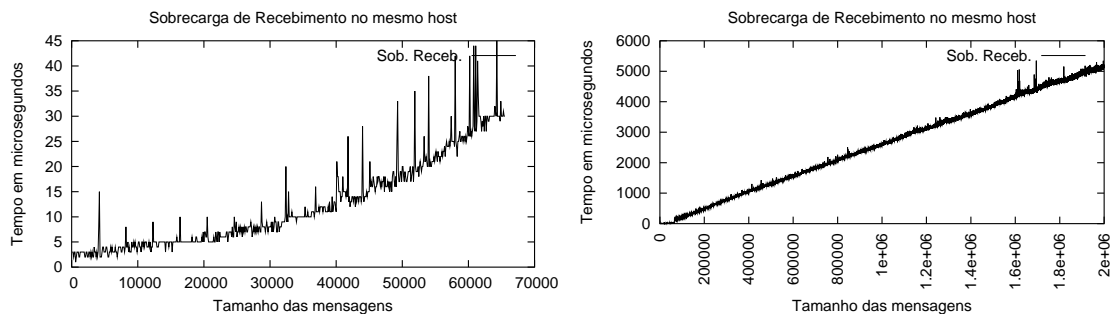 Sobrecarga de Recebimento no mesmo host
Tempo em microsegundos
45
40
35
30
25
20
15
10
5
0
Sob. Receb.
0 10000 20000 30000 40000 50000 60000 70000
Tamanho das mensagens
Sobrecarga de Recebimento no mesmo host
Tempo em microsegundos
6000
5000
4000
3000
2000
1000
0
Sob. Receb.
0 200000 400000 600000 800000 1e+06 1.2e+06 1.4e+06 1.6e+06 1.8e+06 2e+06
Tamanho das mensagens